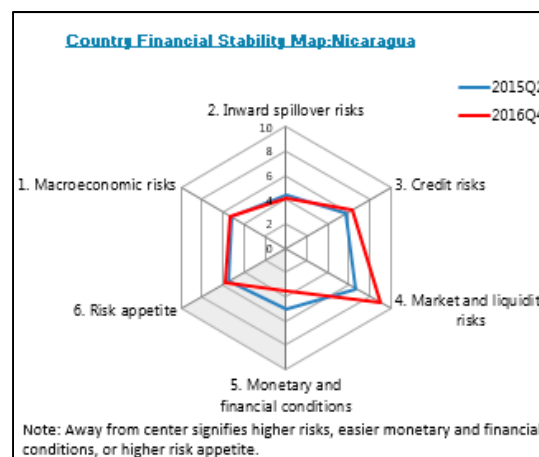 Country Financial Stability Map:Nicaragua
2015Q2
2016Q4
2. Inward spillover risks
10
8
6
4
2
0
1. Macroeconomic risks
3. Credit risks
6. Risk appetite
4. Market and liquidity
risks
5. Monetary and
financial conditions
Note: Away from center signifies higher risks, easier monetary and financial
conditions, or higher risk appetite.